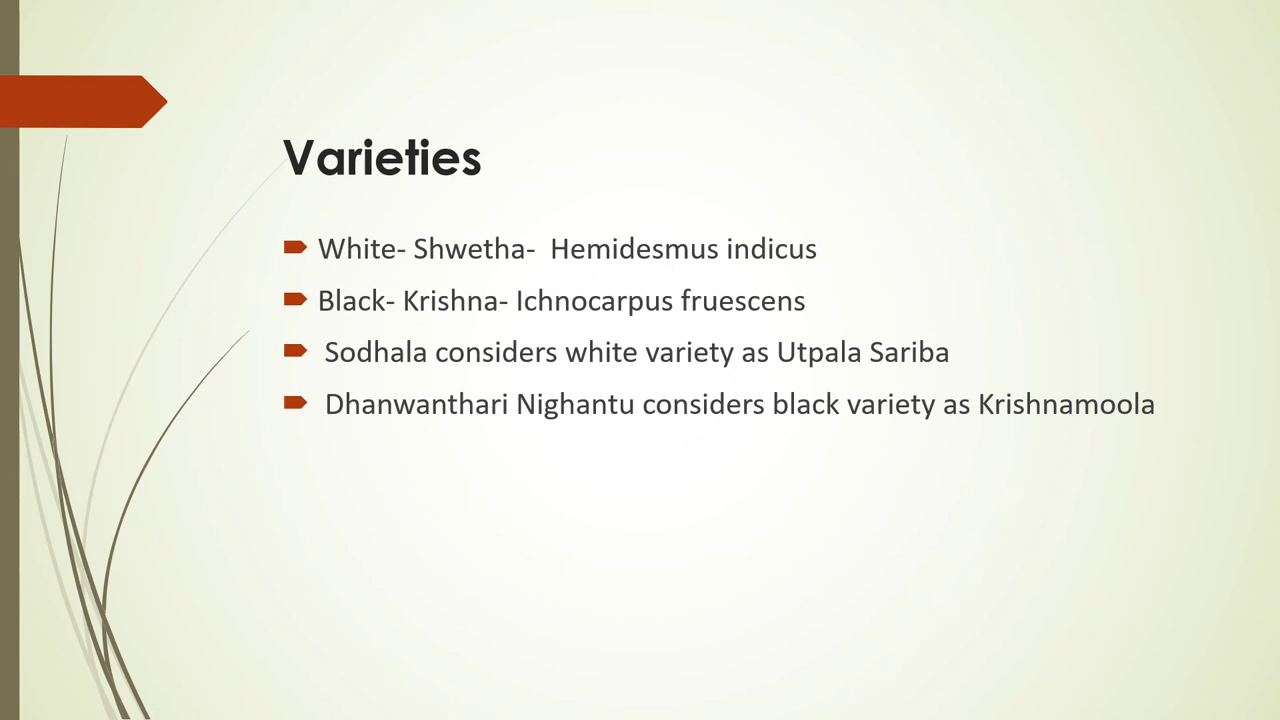 Varieties
White- Shwetha-  Hemidesmus indicus
Black- Krishna- Ichnocarpus fruescens
Sodhala considers white variety as Utpala Sariba
Dhanwanthari Nighantu considers black variety as Krishnamoola